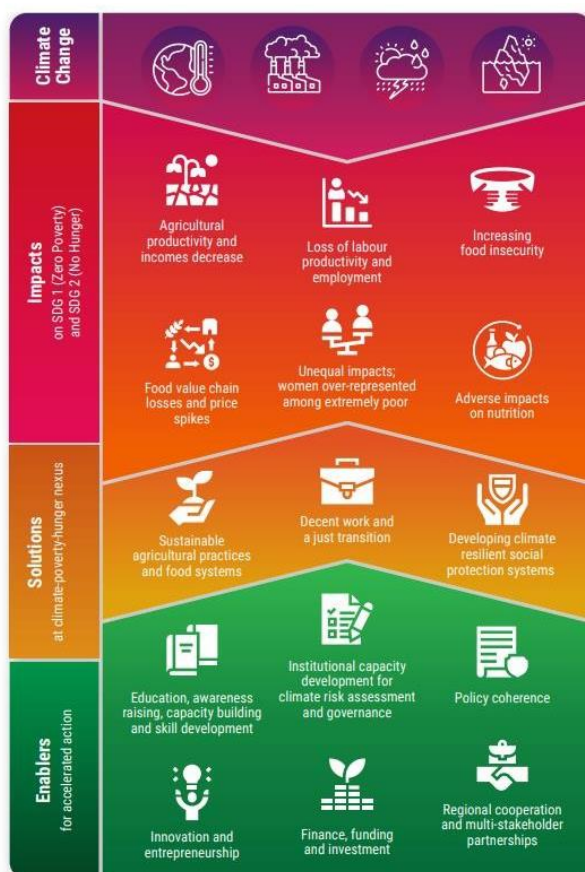 Climate
Change
Impacts
on SDG 1 (Zero Poverty)
and SDG 2 (No Hunger)
Agricultural
productivity and
incomes decrease
Loss of labour
productivity and
employment
Increasing
food insecurity
Food value chain
losses and price
spikes
Unequal impacts;
women over-represented
among extremely poor
Adverse impacts
on nutrition
Solutions
at climate-poverty-hunger nexus
Sustainable
agricultural practices
and food systems
Decent work and
a just transition
Developing climate
resilient social
protection systems
Enablers
for accelerated action
Education, awareness
raising, capacity building
and skill development
Institutional capacity
development for
climate risk assessment
and governance
Policy coherence
Innovation and
entrepreneurship
Finance, funding
and investment
Regional cooperation
and multi-stakeholder
partnerships